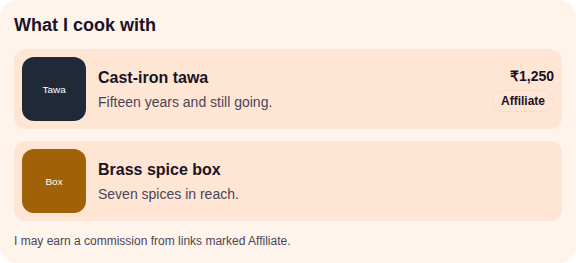 What I cook with
Tawa
Cast-iron tawa
Fifteen years and still going.
₹1,250
Affiliate
Box
Brass spice box
Seven spices in reach.
I may earn a commission from links marked Affiliate.